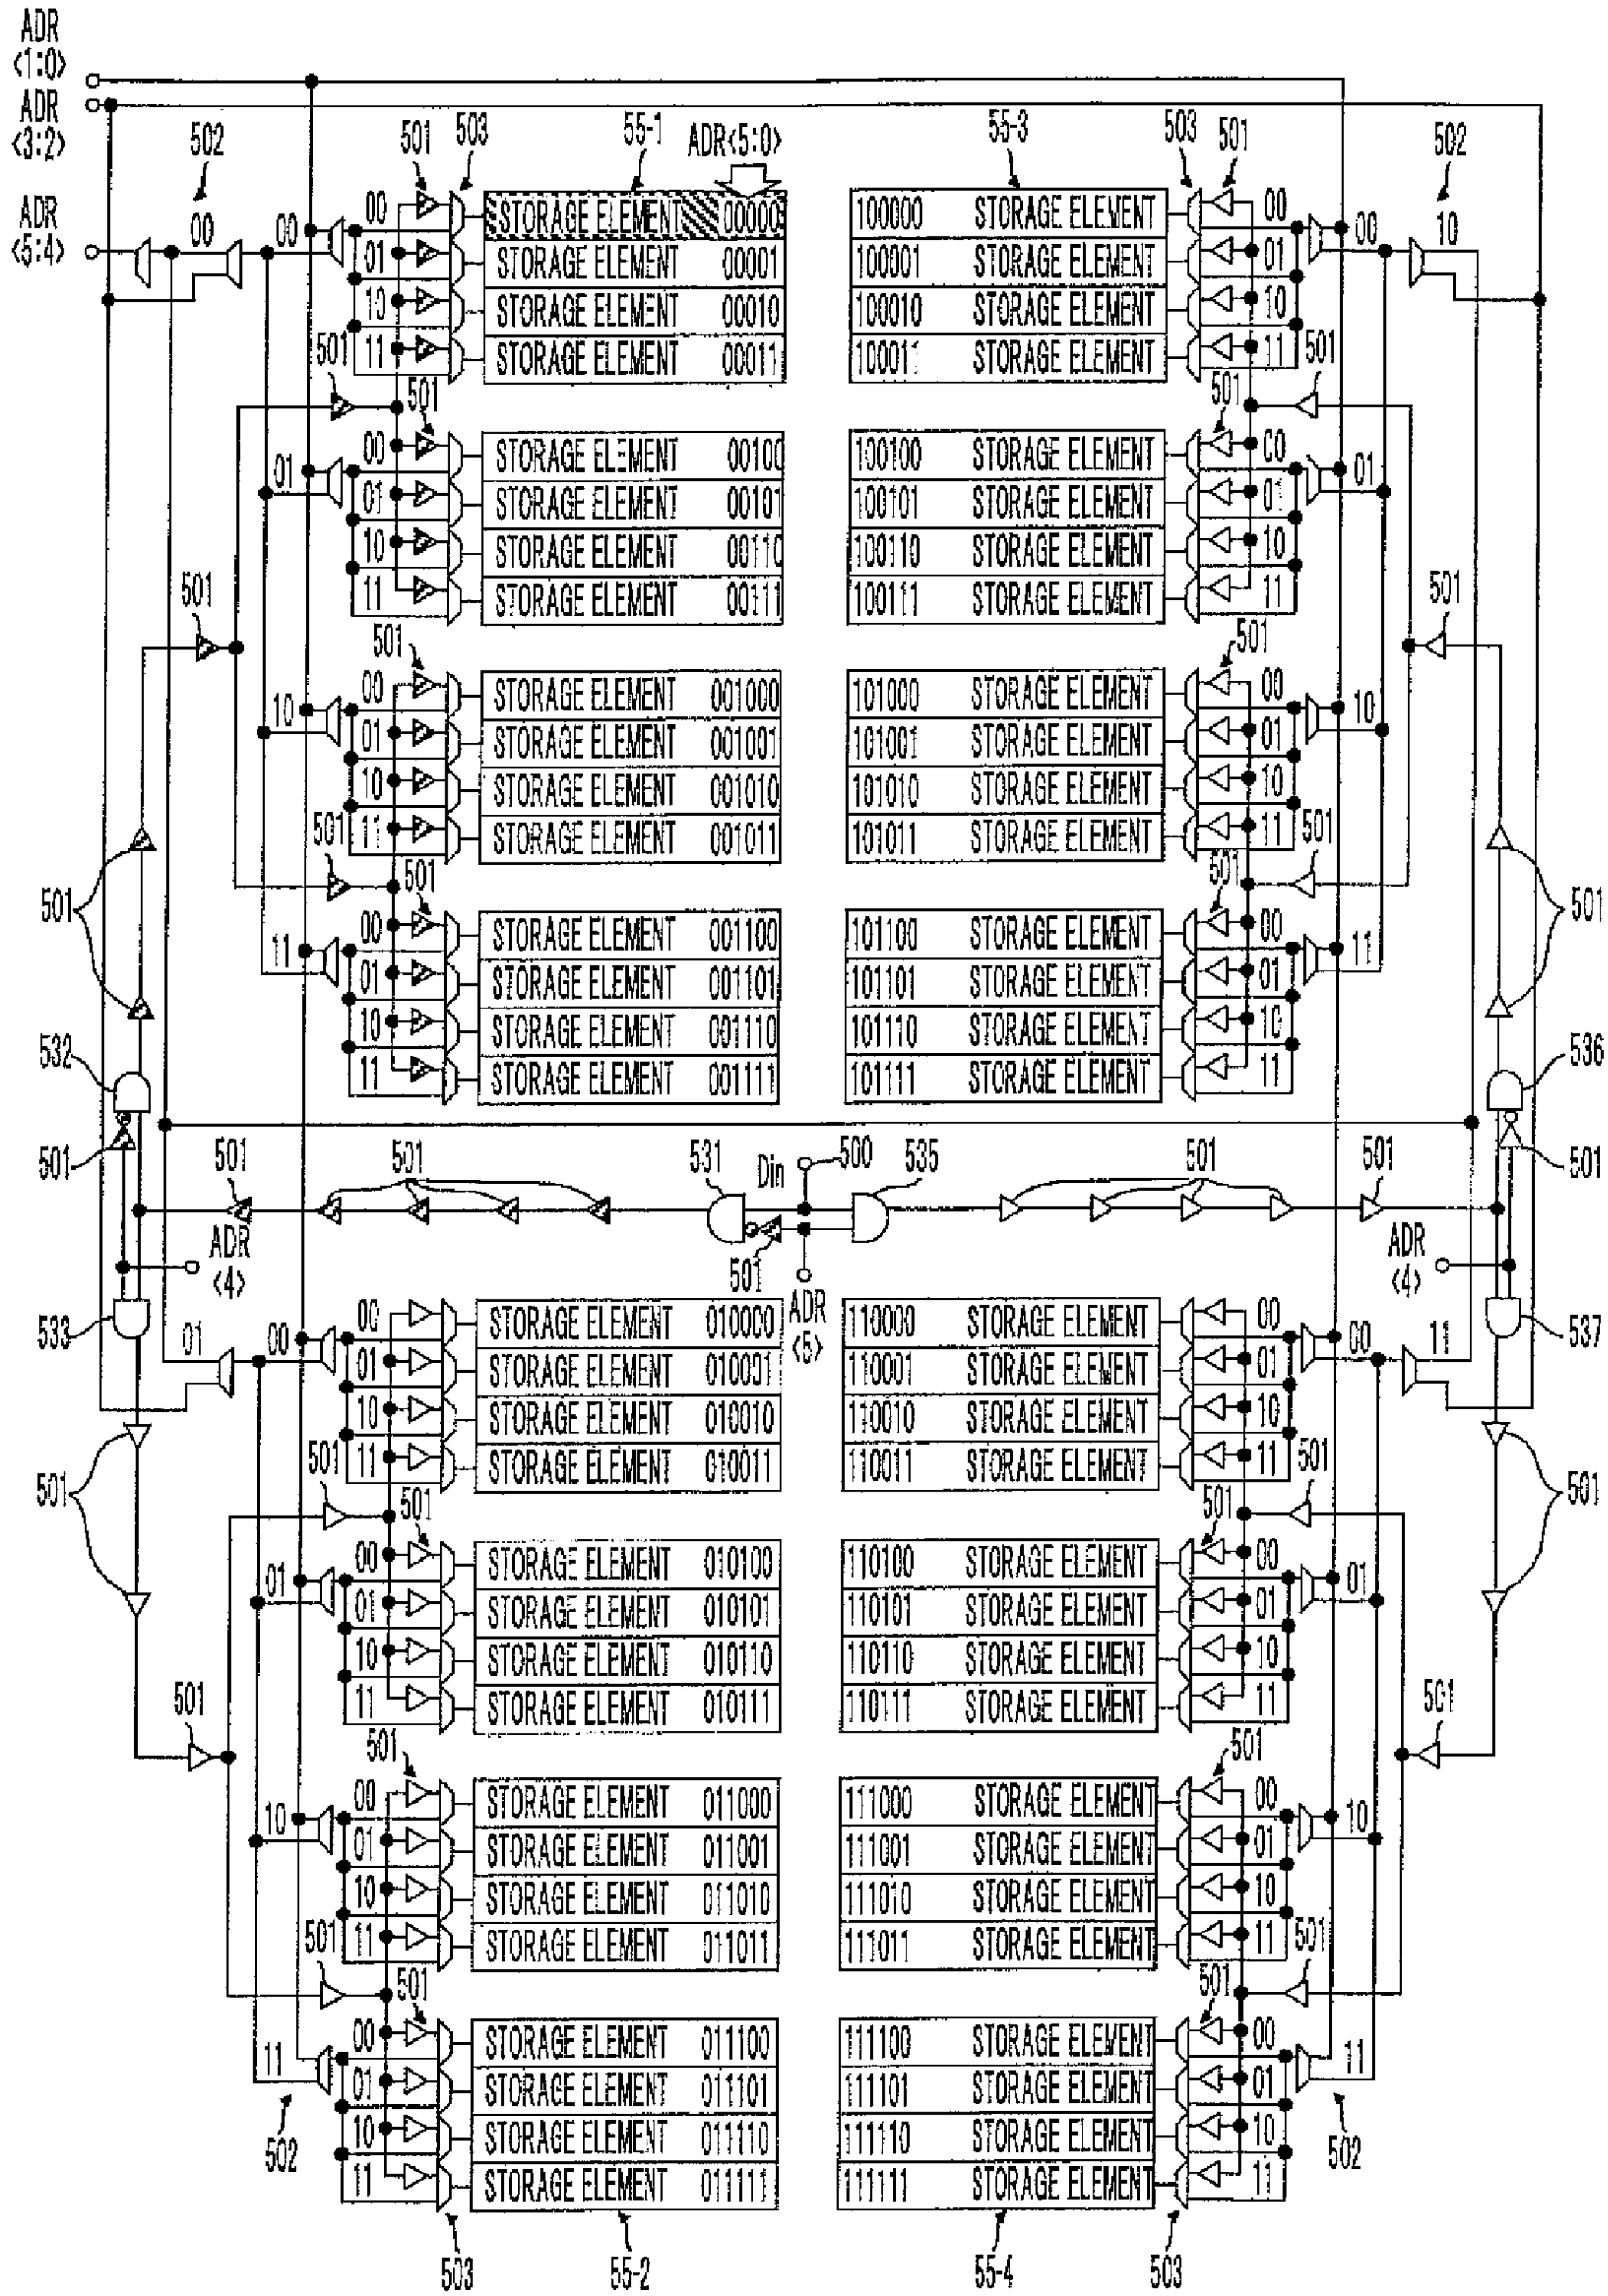 ADR
<1:0>
ADR
<3:2>
ADR
<5:4>
502
00
00
501
503
55-1
ADR<5:0>
55-3
503
501
502
10
00
00 STORAGE ELEMENT 00000
01 STORAGE ELEMENT 00001
10 STORAGE ELEMENT 00010
11 STORAGE ELEMENT 00011
100000 STORAGE ELEMENT 00
100001 STORAGE ELEMENT 01
100010 STORAGE ELEMENT 10
100011 STORAGE ELEMENT 11
501
501
501
501
01
00 STORAGE ELEMENT 00100
01 STORAGE ELEMENT 00101
10 STORAGE ELEMENT 00110
11 STORAGE ELEMENT 00111
100100 STORAGE ELEMENT 00
100101 STORAGE ELEMENT 01
100110 STORAGE ELEMENT 10
100111 STORAGE ELEMENT 11
01
501
501
501
501
10
00 STORAGE ELEMENT 001000
01 STORAGE ELEMENT 001001
10 STORAGE ELEMENT 001010
11 STORAGE ELEMENT 001011
101000 STORAGE ELEMENT 00
101001 STORAGE ELEMENT 01
101010 STORAGE ELEMENT 10
101011 STORAGE ELEMENT 11
10
501
501
501
501
501
501
11
00 STORAGE ELEMENT 001100
01 STORAGE ELEMENT 001101
10 STORAGE ELEMENT 001110
11 STORAGE ELEMENT 001111
101100 STORAGE ELEMENT 00
101101 STORAGE ELEMENT 01
101110 STORAGE ELEMENT 10
101111 STORAGE ELEMENT 11
11
532
536
501
501
501
501
531
Din
500
535
501
501
501
ADR
<4>
ADR
<5>
ADR
<4>
533
537
01
00
00 STORAGE ELEMENT 010000
01 STORAGE ELEMENT 010001
10 STORAGE ELEMENT 010010
11 STORAGE ELEMENT 010011
110000 STORAGE ELEMENT 00
110001 STORAGE ELEMENT 01
110010 STORAGE ELEMENT 10
110011 STORAGE ELEMENT 11
00
11
501
501
501
501
501
501
01
00 STORAGE ELEMENT 010100
01 STORAGE ELEMENT 010101
10 STORAGE ELEMENT 010110
11 STORAGE ELEMENT 010111
110100 STORAGE ELEMENT 00
110101 STORAGE ELEMENT 01
110110 STORAGE ELEMENT 10
110111 STORAGE ELEMENT 11
01
501
501
501
501
10
00 STORAGE ELEMENT 011000
01 STORAGE ELEMENT 011001
10 STORAGE ELEMENT 011010
11 STORAGE ELEMENT 011011
111000 STORAGE ELEMENT 00
111001 STORAGE ELEMENT 01
111010 STORAGE ELEMENT 10
111011 STORAGE ELEMENT 11
10
501
501
501
501
11
00 STORAGE ELEMENT 011100
01 STORAGE ELEMENT 011101
10 STORAGE ELEMENT 011110
11 STORAGE ELEMENT 011111
111100 STORAGE ELEMENT 00
111101 STORAGE ELEMENT 01
111110 STORAGE ELEMENT 10
111111 STORAGE ELEMENT 11
11
502
502
503
55-2
55-4
503